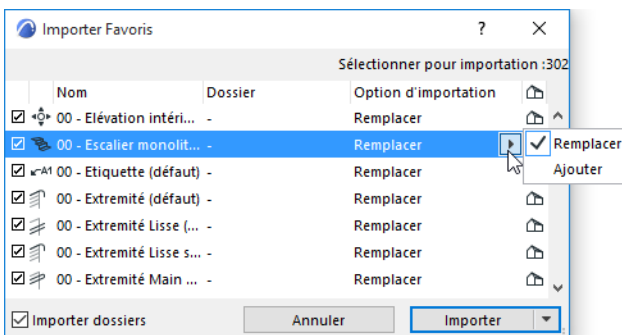 Importer Favoris ?
Sélectionner pour importation :302
Nom Dossier Option d'importation
00 - Elévation intéri... - Remplacer
00 - Escalier monolit... - Remplacer
Remplacer
Ajouter
A1 00 - Etiquette (défaut) - Remplacer
00 - Extremité (défaut) - Remplacer
00 - Extremité Lisse (... - Remplacer
00 - Extremité Lisse s... - Remplacer
00 - Extremité Main ... - Remplacer
Importer dossiers Annuler Importer